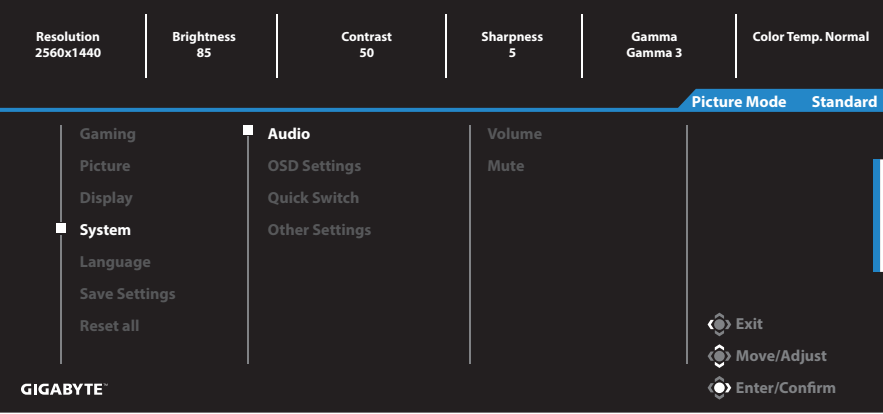 Resolution
2560x1440
Brightness
85
Contrast
50
Sharpness
5
Gamma
Gamma 3
Color Temp. Normal
Picture Mode Standard
Gaming
Picture
Display
System
Language
Save Settings
Reset all
Audio
OSD Settings
Quick Switch
Other Settings
Volume
Mute
Exit
Move/Adjust
Enter/Confirm
GIGABYTE™